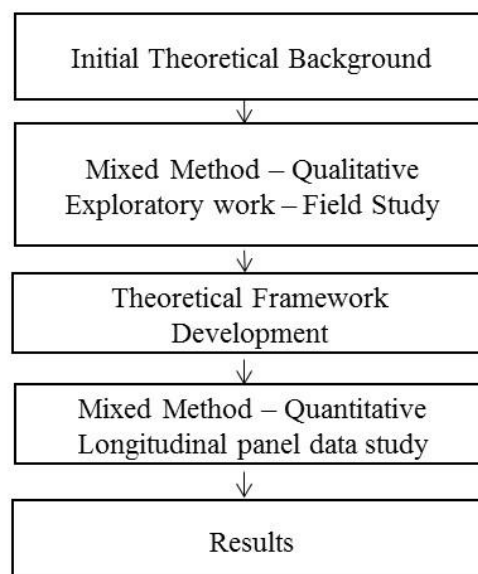 Initial Theoretical Background
Mixed Method – Qualitative
Exploratory work – Field Study
Theoretical Framework
Development
Mixed Method – Quantitative
Longitudinal panel data study
Results